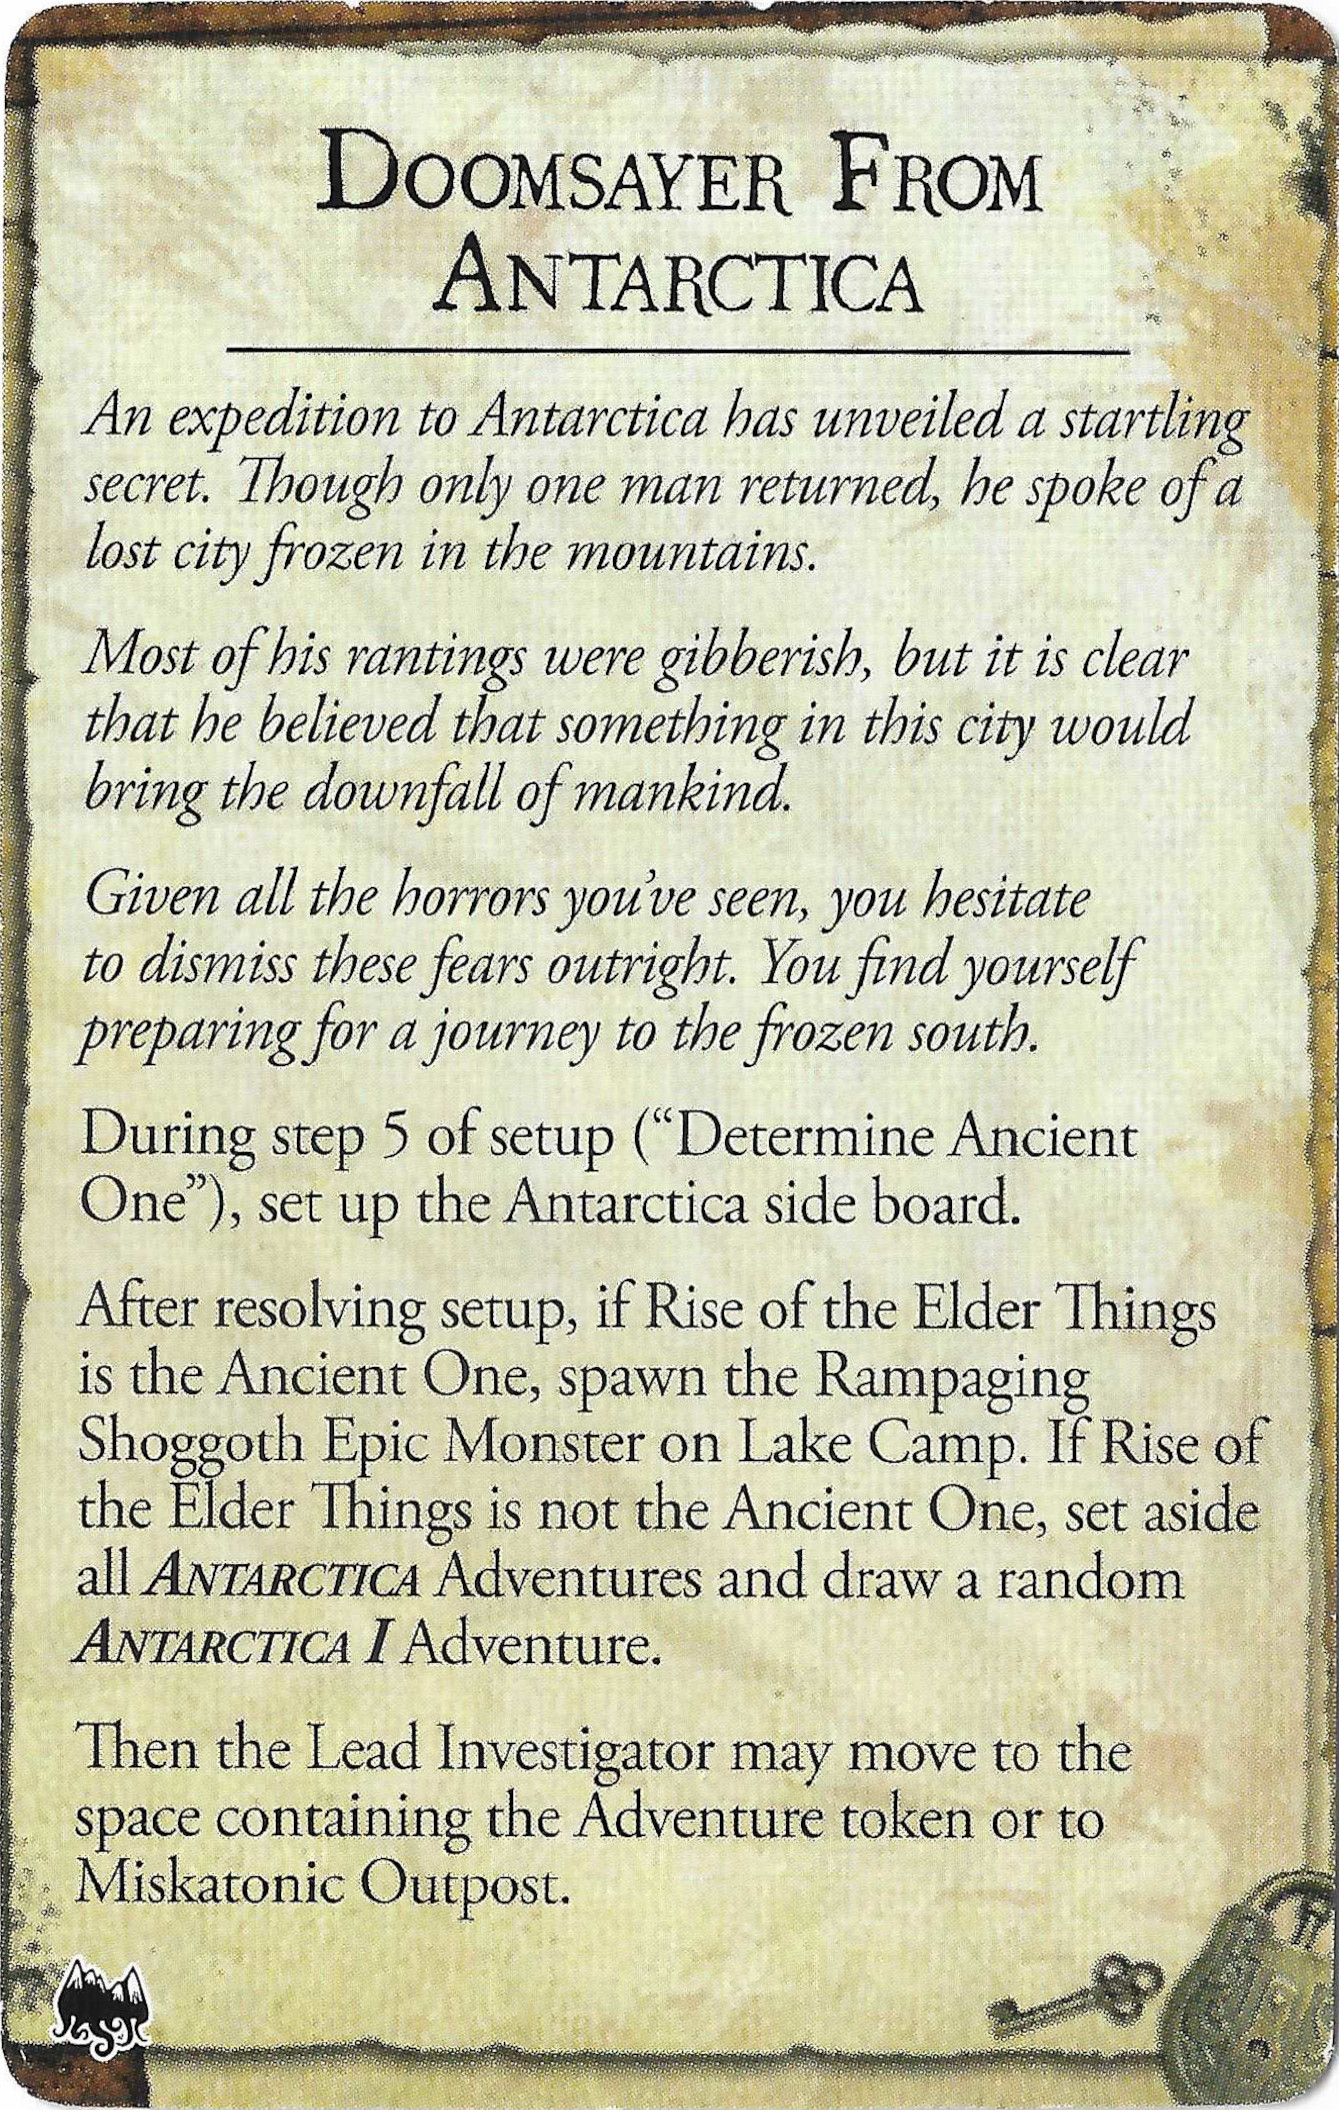 Doomsayer From
Antarctica
An expedition to Antarctica has unveiled a startling
secret. Though only one man returned, he spoke of a
lost city frozen in the mountains.
Most of his rantings were gibberish, but it is clear
that he believed that something in this city would
bring the downfall of mankind.
Given all the horrors you've seen, you hesitate
to dismiss these fears outright. You find yourself
preparing for a journey to the frozen south.
During step 5 of setup (“Determine Ancient
One”), set up the Antarctica side board.
After resolving setup, if Rise of the Elder Things
is the Ancient One, spawn the Rampaging
Shoggoth Epic Monster on Lake Camp. If Rise of
the Elder Things is not the Ancient One, set aside
all Antarctica Adventures and draw a random
Antarctica I Adventure.
Then the Lead Investigator may move to the
space containing the Adventure token or to
Miskatonic Outpost.